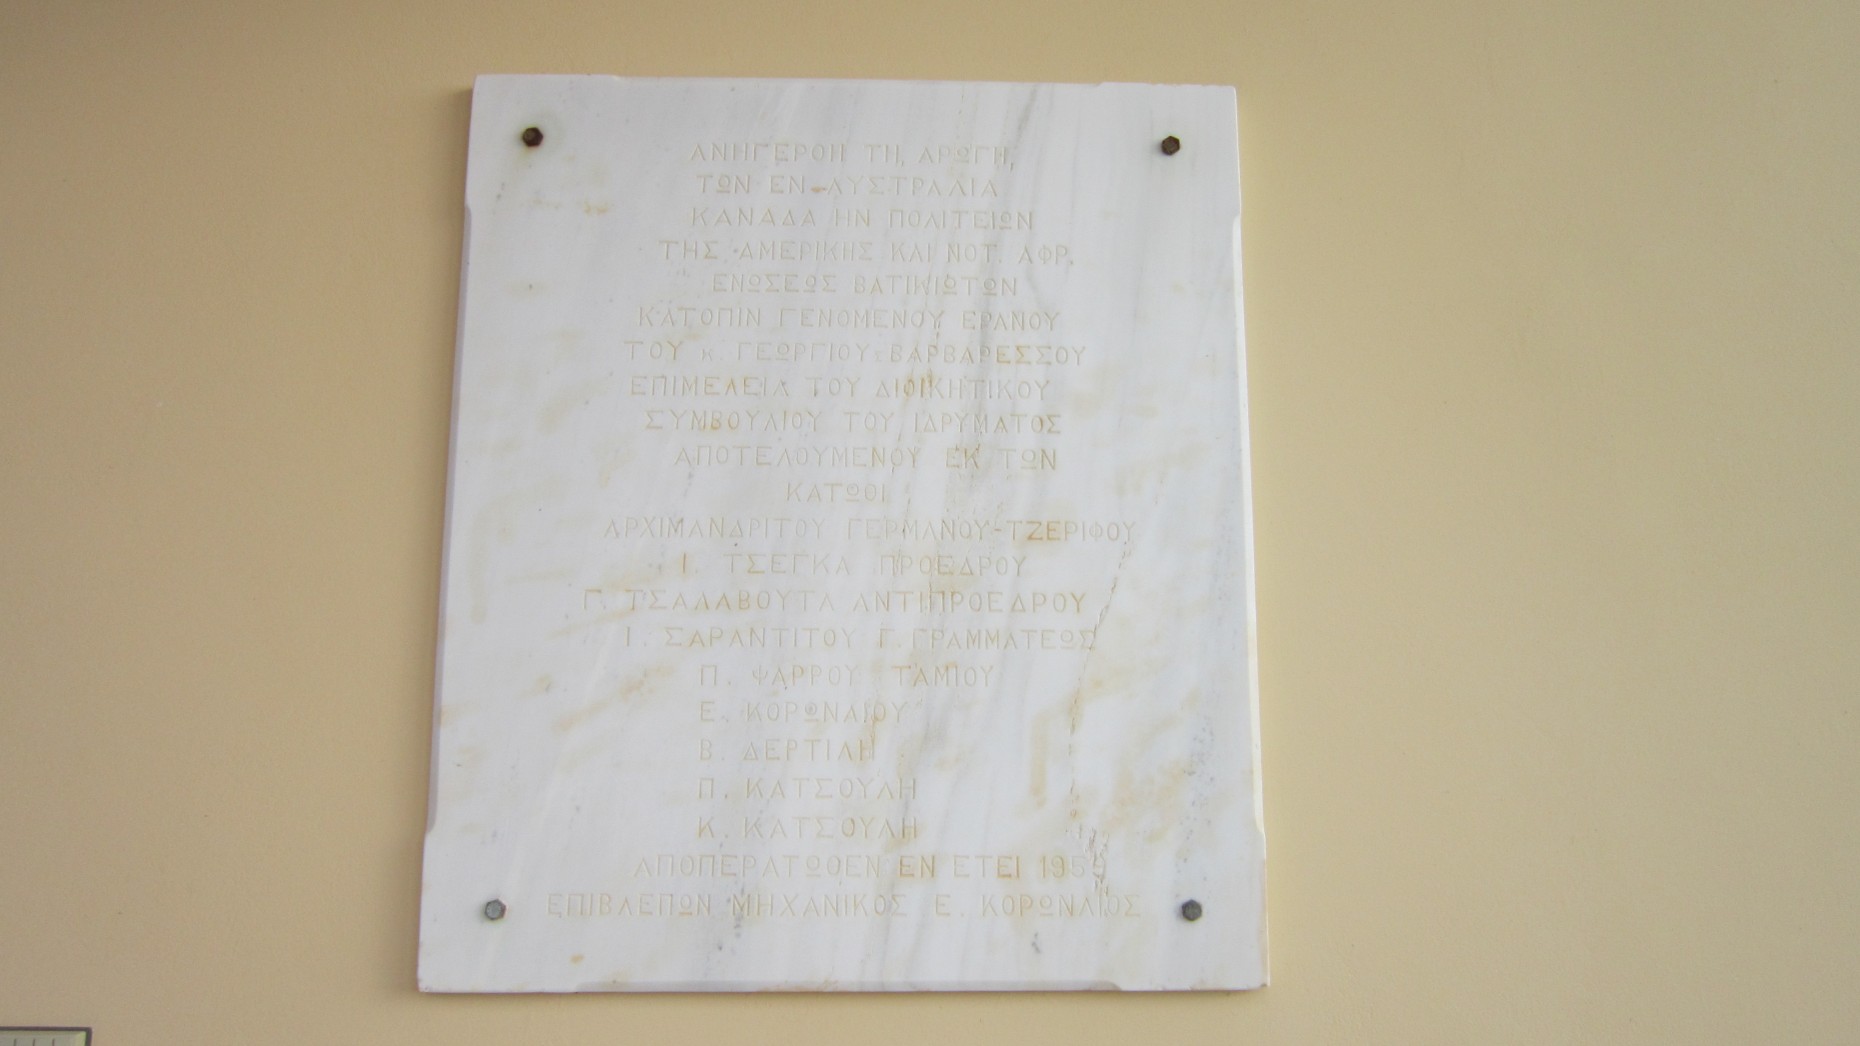 ΑΝΗΓΕΡΘΗ ΤΗ, ΑΡΩΓΗ,
ΤΩΝ ΕΝ ΑΥΣΤΡΑΛΙΑ
ΚΑΝΑΔΑ ΗΝ ΠΟΛΙΤΕΙΩΝ
ΤΗΣ ΑΜΕΡΙΚΗΣ ΚΑΙ ΝΟΤ. ΑΦΡ.
ΕΝΩΣΕΩΣ ΒΑΤΙΚΙΩΤΩΝ
ΚΑΤΟΠΙΝ ΓΕΝΟΜΕΝΟΥ ΕΡΑΝΟΥ
ΤΟΥ κ. ΓΕΩΡΓΙΟΥ ΒΑΡΒΑΡΕΣΣΟΥ
ΕΠΙΜΕΛΕΙΑ ΤΟΥ ΔΙΟΙΚΗΤΙΚΟΥ
ΣΥΜΒΟΥΛΙΟΥ ΤΟΥ ΙΔΡΥΜΑΤΟΣ
ΑΠΟΤΕΛΟΥΜΕΝΟΥ ΕΚ ΤΩΝ
ΚΑΤΩΘΙ
ΑΡΧΙΜΑΝΔΡΙΤΟΥ ΓΕΡΜΑΝΟΥ-ΤΖΕΡΙΦΟΥ
Ι. ΤΣΕΓΚΑ ΠΡΟΕΔΡΟΥ
Γ. ΤΣΑΛΑΒΟΥΤΑ ΑΝΤΙΠΡΟΕΔΡΟΥ
Ι. ΣΑΡΑΝΤΙΤΟΥ Γ. ΓΡΑΜΜΑΤΕΩΣ
Π. ΨΑΡΡΟΥ ΤΑΜΙΟΥ
Ε. ΚΟΡΩΝΑΙΟΥ
Β. ΔΕΡΤΙΛΗ
Π. ΚΑΤΣΟΥΛΗ
Κ. ΚΑΤΣΟΥΛΗ
ΑΠΟΠΕΡΑΤΩΘΕΝ ΕΝ ΕΤΕΙ
ΕΠΙΒΛΕΠΩΝ ΜΗΧΑΝΙΚΟΣ Ε. ΚΟΡΩΝΑΙΟΣ